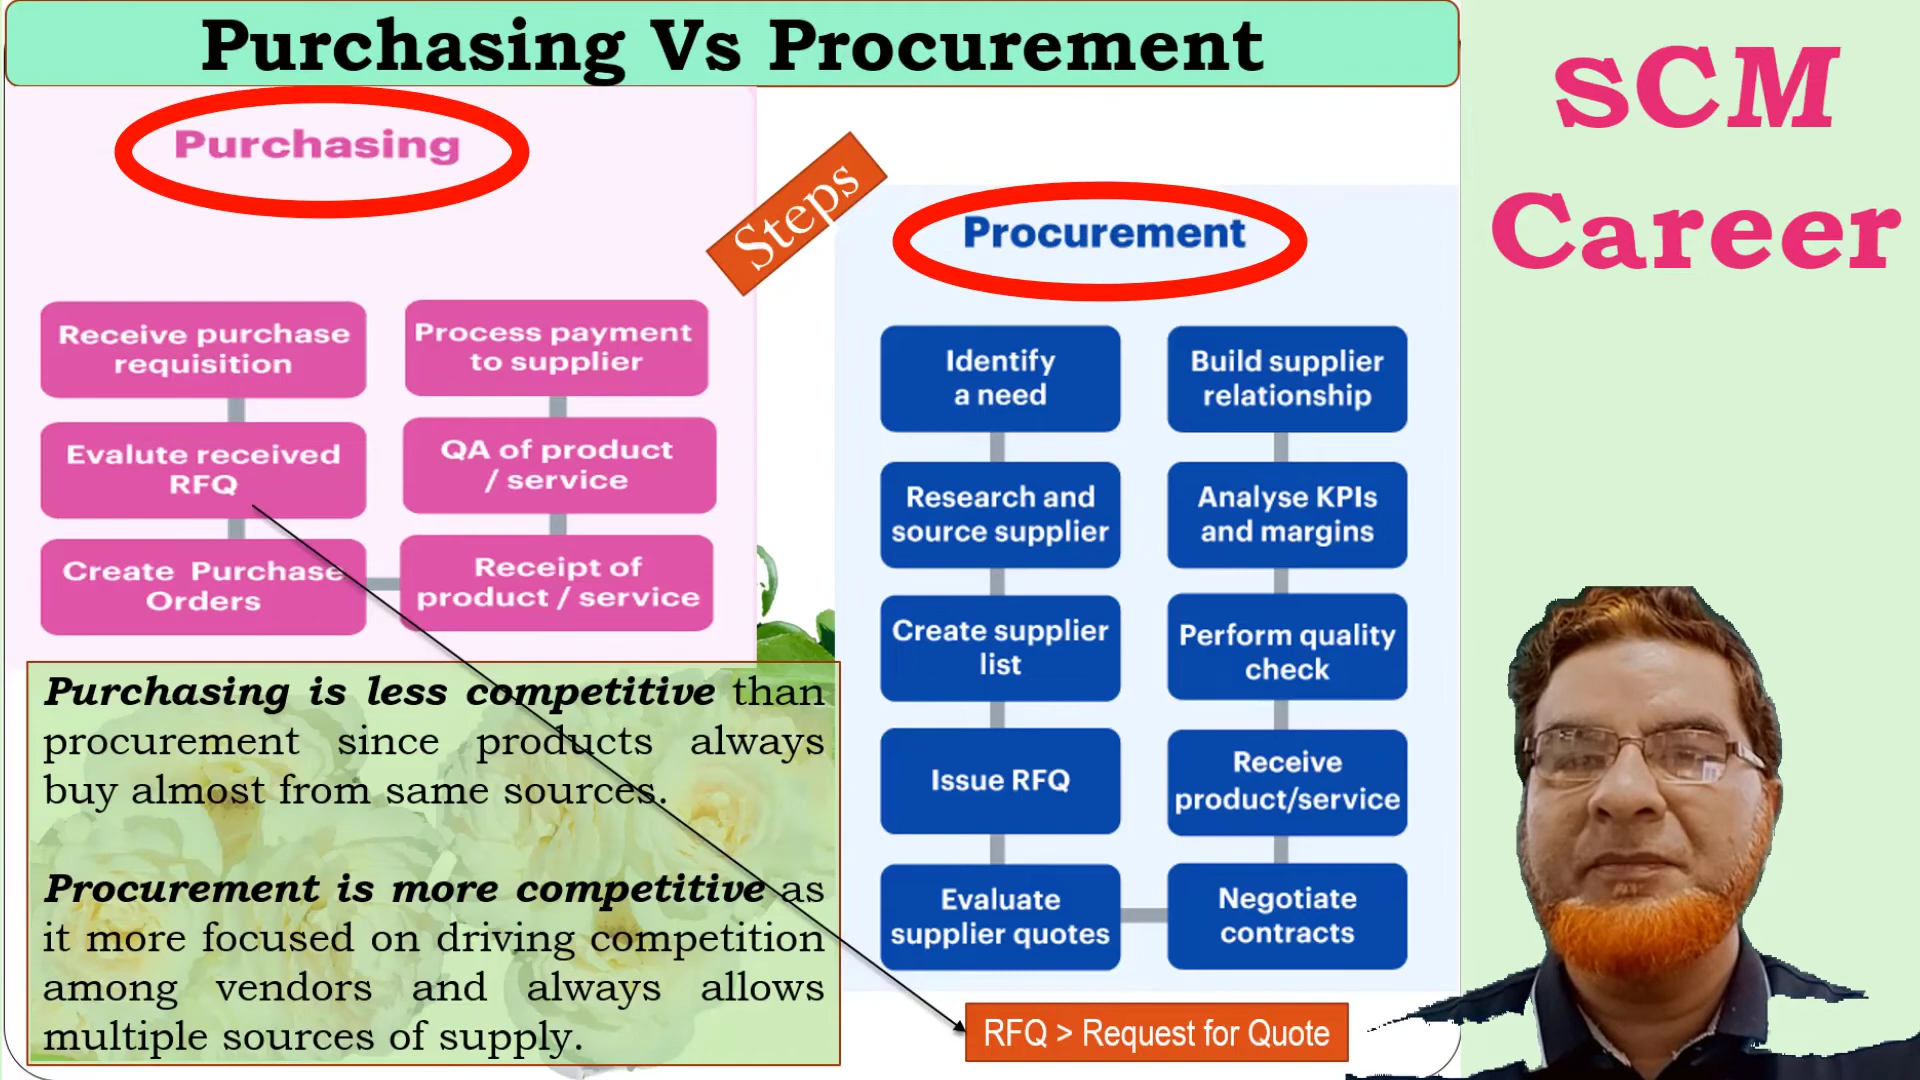 Purchasing Vs Procurement
sCM
Career
Purchasing
Steps
Procurement
Receive purchase
requisition
Evalute received
RFQ
Create Purchase
Orders
Process payment
to supplier
QA of product
/ service
Receipt of
product / service
Identify
a need
Research and
source supplier
Create supplier
list
Issue RFQ
Evaluate
supplier quotes
Build supplier
relationship
Analyse KPIs
and margins
Perform quality
check
Receive
product/service
Negotiate
contracts
Purchasing is less competitive than
procurement since products always
buy almost from same sources.
Procurement is more competitive as
it more focused on driving competition
among vendors and always allows
multiple sources of supply.
RFQ > Request for Quote